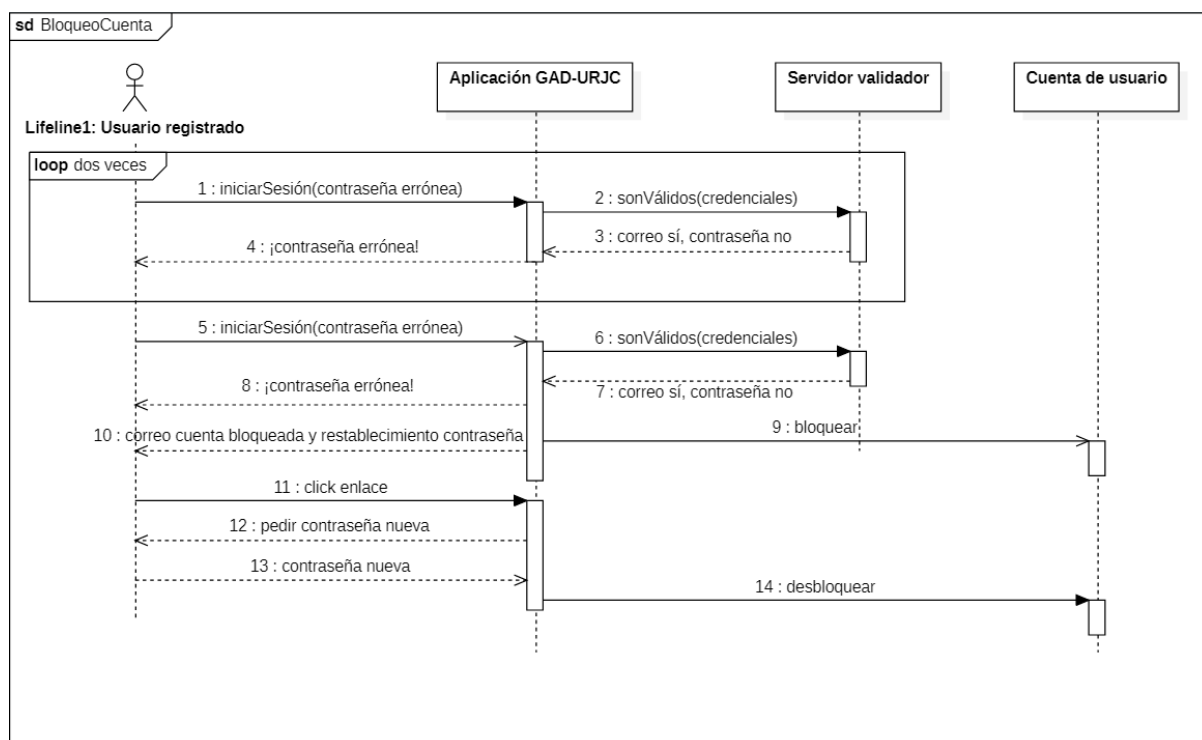 sd BloqueoCuenta
Aplicación GAD-URJC
Servidor validador
Cuenta de usuario
Lifeline1: Usuario registrado
loop dos veces
1 : iniciarSesión(contraseña errónea)
2 : sonVálidos(credenciales)
3 : correo sí, contraseña no
4 : ¡contraseña errónea!
5 : iniciarSesión(contraseña errónea)
6 : sonVálidos(credenciales)
7 : correo sí, contraseña no
8 : ¡contraseña errónea!
9 : bloquear
10 : correo cuenta bloqueada y restablecimiento contraseña
11 : click enlace
12 : pedir contraseña nueva
13 : contraseña nueva
14 : desbloquear